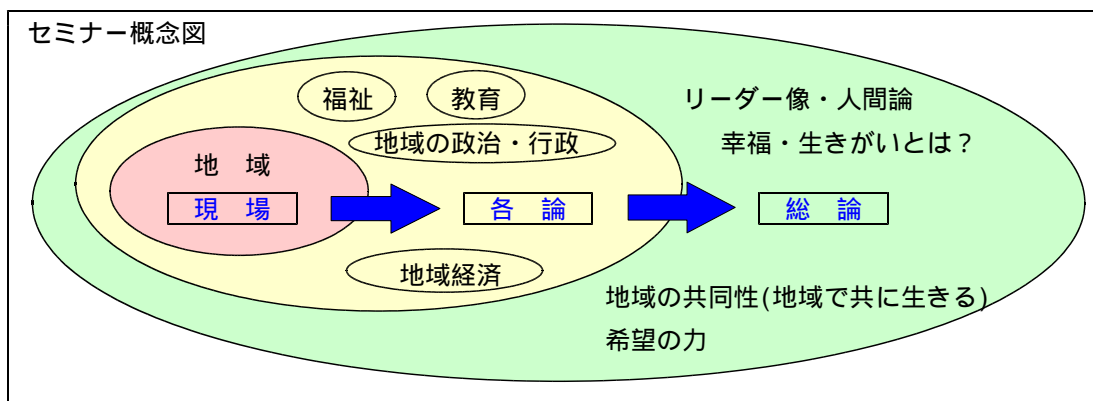 セミナー概念図
福祉
教育
リーダー像・人間論
地域の政治・行政
幸福・生きがいとは？
地　域
現　場
各　論
総　論
地域経済
地域の共同性(地域で共に生きる)
希望の力